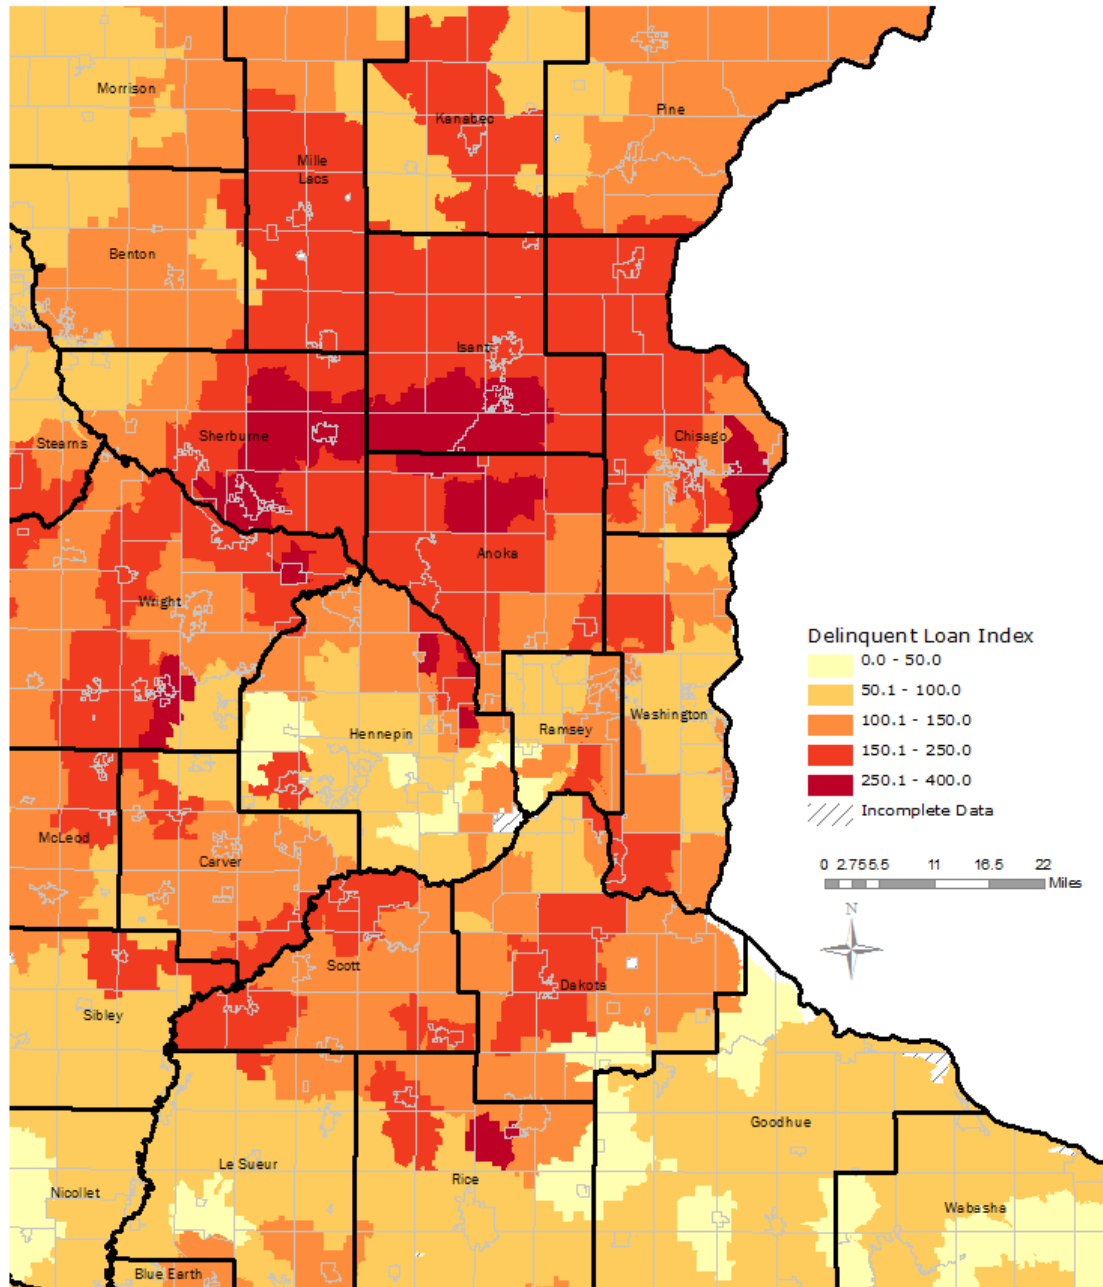 Morrison
Pine
Kanabec
Mille
Lacs
Benton
Isanti
Sherburne
Stearns
Chisago
Anoka
Wright
Delinquent Loan Index
0.0 - 50.0
50.1 - 100.0
100.1 - 150.0
150.1 - 250.0
250.1 - 400.0
Incomplete Data
Washington
Ramsey
Hennepin
McLeod
Carver
0 2.755.5 11 16.5 22
Miles
N
Scott
Dakota
Sibley
Goodhue
Le Sueur
Rice
Nicollet
Wabasha
Blue Earth